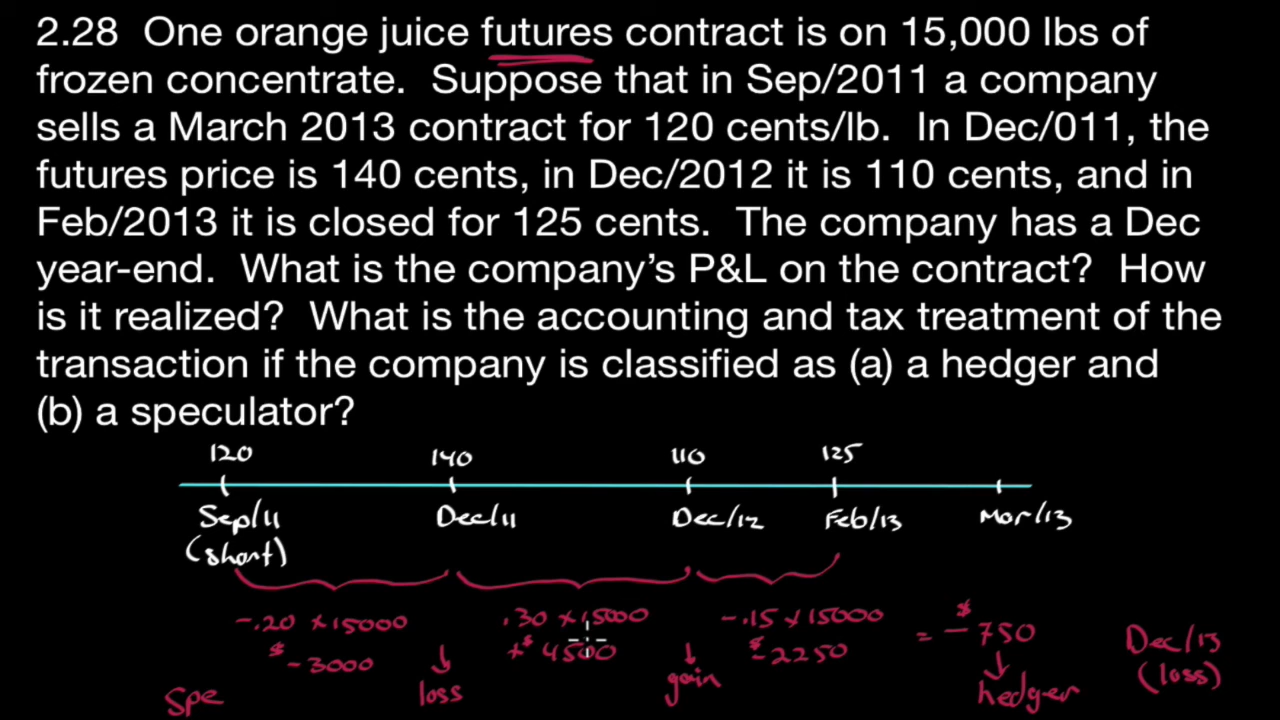 2.28 One orange juice futures contract is on 15,000 lbs of
frozen concentrate. Suppose that in Sep/2011 a company
sells a March 2013 contract for 120 cents/lb. In Dec/011, the
futures price is 140 cents, in Dec/2012 it is 110 cents, and in
Feb/2013 it is closed for 125 cents. The company has a Dec
year-end. What is the company's P&L on the contract? How
is it realized? What is the accounting and tax treatment of the
transaction if the company is classified as (a) a hedger and
(b) a speculator?
120 140 110 125
Sep/11 Dec/11 Dec/12 Feb/13 Mar/13
(short)
-.20 x 15000 .30 x 15000 -.15 x 15000 = $-750 Dec/13
$-3000 ↓ +$4500 ↓ $-2250 ↓ (loss)
Spe loss gain hedger